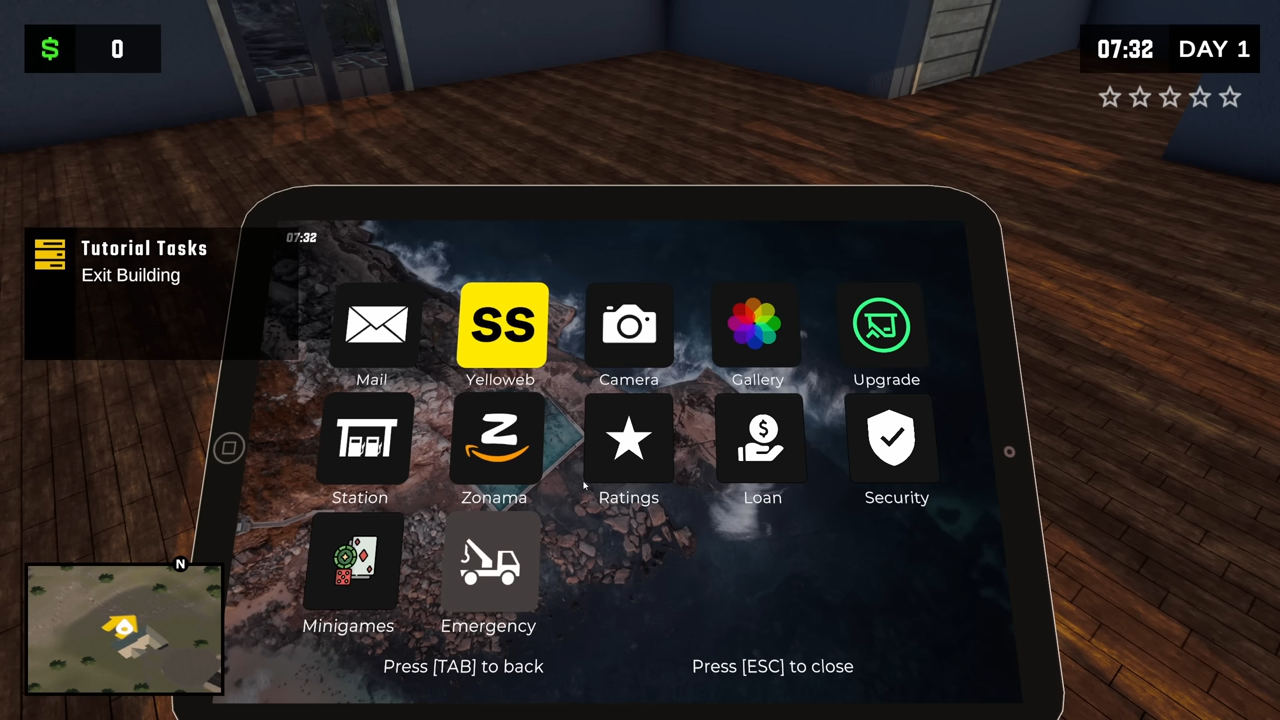 $ 0
07:32 DAY 1
Tutorial Tasks
Exit Building
07:32
SS
Mail Yelloweb Camera Gallery Upgrade
Z
$
Station Zonama Ratings Loan Security
Minigames Emergency
N
Press [TAB] to back Press [ESC] to close